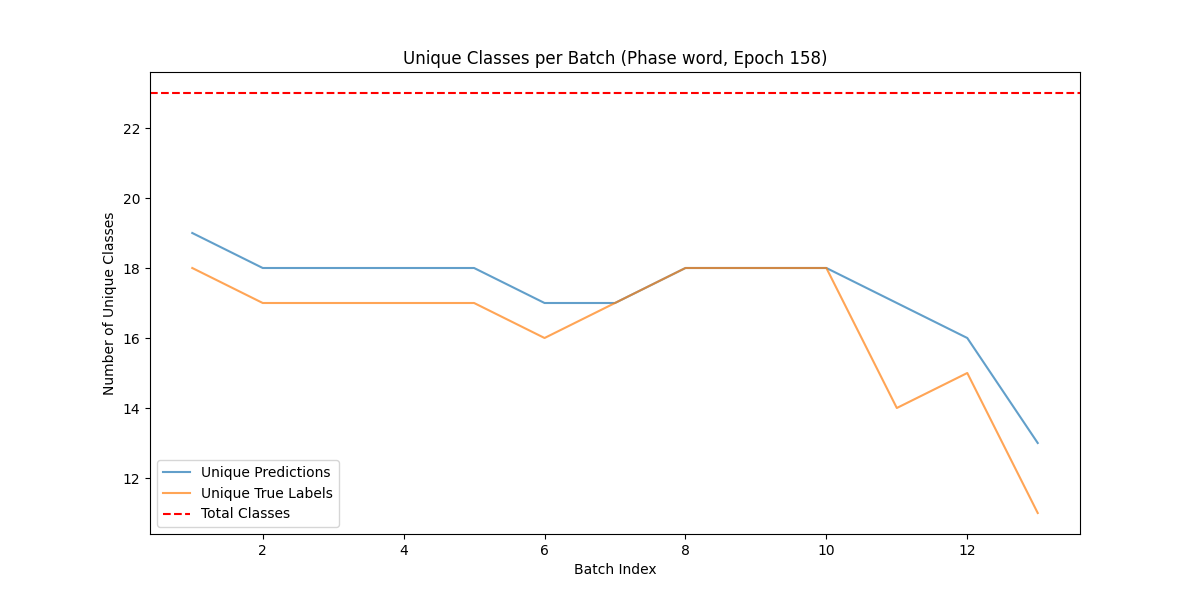 Unique Classes per Batch (Phase word, Epoch 158)
Number of Unique Classes
22
20
18
16
14
12
Unique Predictions
Unique True Labels
Total Classes
2
4
6
8
10
12
Batch Index